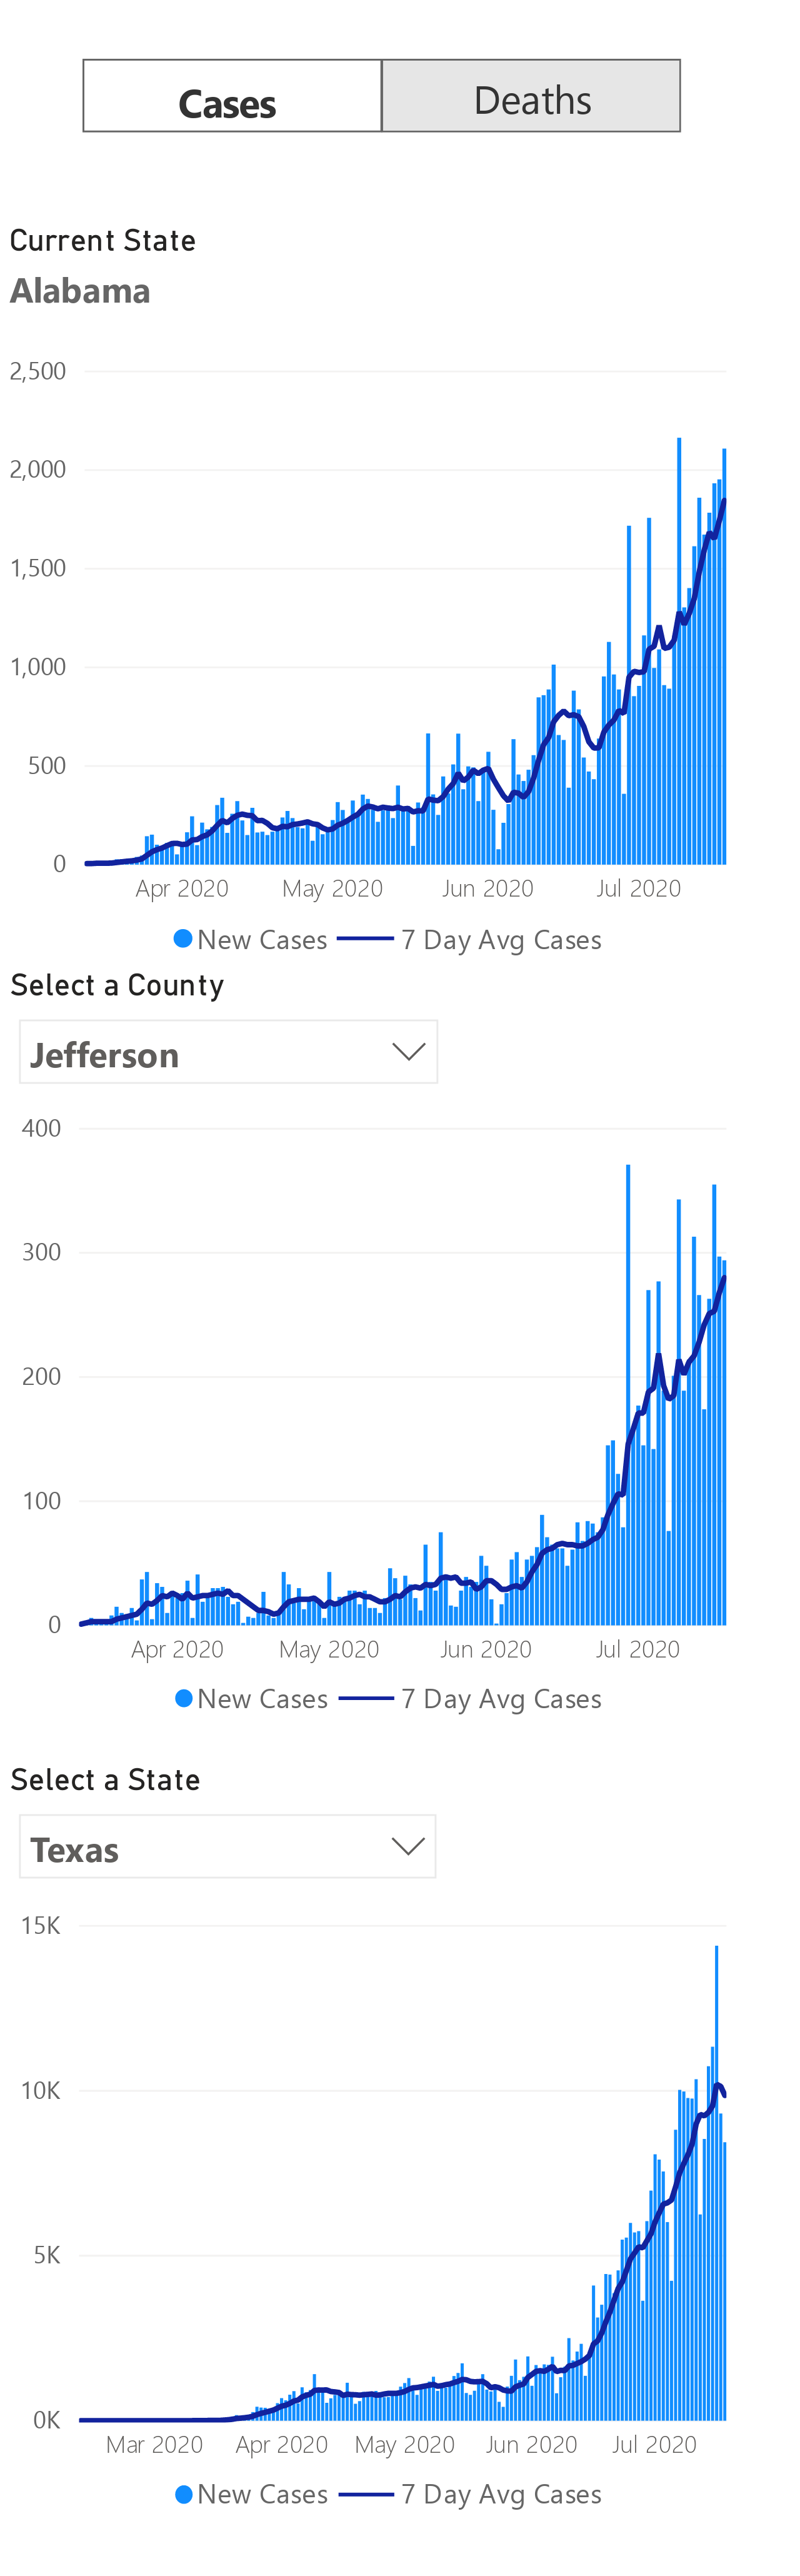 Cases Deaths
Current State
Alabama
2,500
2,000
1,500
1,000
500
0
Apr 2020 May 2020 Jun 2020 Jul 2020
New Cases 7 Day Avg Cases
Select a County
Jefferson
400
300
200
100
0
Apr 2020 May 2020 Jun 2020 Jul 2020
New Cases 7 Day Avg Cases
Select a State
Texas
15K
10K
5K
0K
Mar 2020 Apr 2020 May 2020 Jun 2020 Jul 2020
New Cases 7 Day Avg Cases